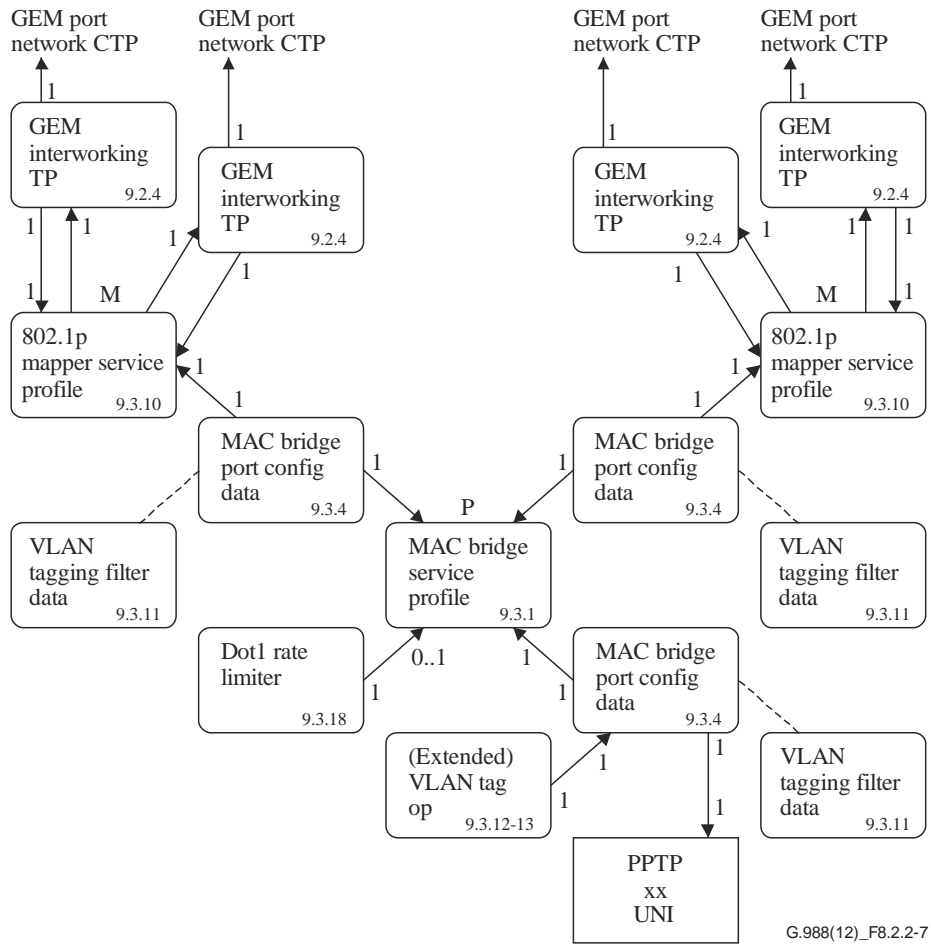 GEM port
network CTP
GEM port
network CTP
GEM port
network CTP
GEM port
network CTP
1
1
GEM
interworking
TP
9.2.4
1
1
GEM
interworking
TP
9.2.4
GEM
interworking
TP
9.2.4
GEM
interworking
TP
9.2.4
1
1
1
1
1
1
1
1
1
M
1
1
M
802.1p
mapper service
profile
9.3.10
802.1p
mapper service
profile
9.3.10
1
1
1
1
MAC bridge
port config
data
9.3.4
MAC bridge
port config
data
9.3.4
1
1
P
VLAN
tagging filter
data
9.3.11
MAC bridge
service
profile
9.3.1
VLAN
tagging filter
data
9.3.11
Dot1 rate
limiter
9.3.18
0..1
1
1
1
MAC bridge
port config
data
9.3.4
(Extended)
VLAN tag
op
9.3.12-13
1
1
1
1
VLAN
tagging filter
data
9.3.11
PPTP
xx
UNI
G.988(12)_F8.2.2-7